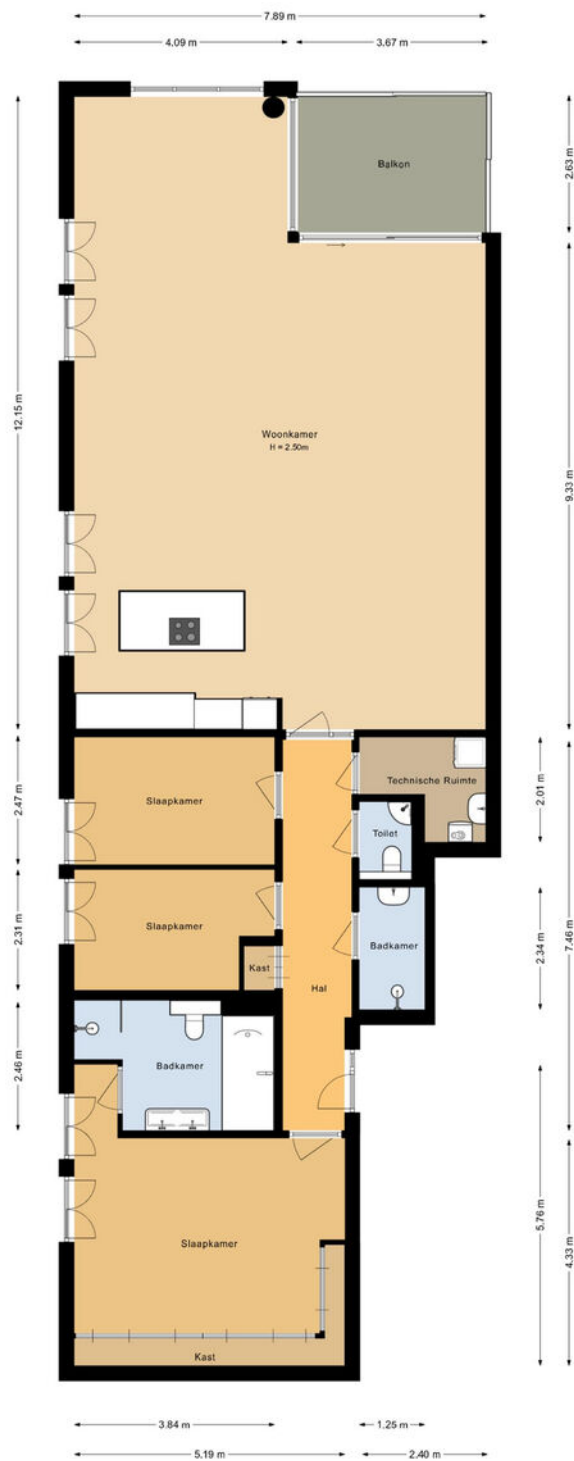 7.89 m
4.09 m
3.67 m
Balkon
2.63 m
12.15 m
Woonkamer
H = 2.50m
9.33 m
2.47 m
Slaapkamer
Technische Ruimte
2.01 m
Toilet
2.31 m
Slaapkamer
Kast
Badkamer
2.34 m
7.46 m
Hal
2.46 m
Badkamer
Slaapkamer
5.76 m
4.33 m
Kast
3.84 m
1.25 m
5.19 m
2.40 m